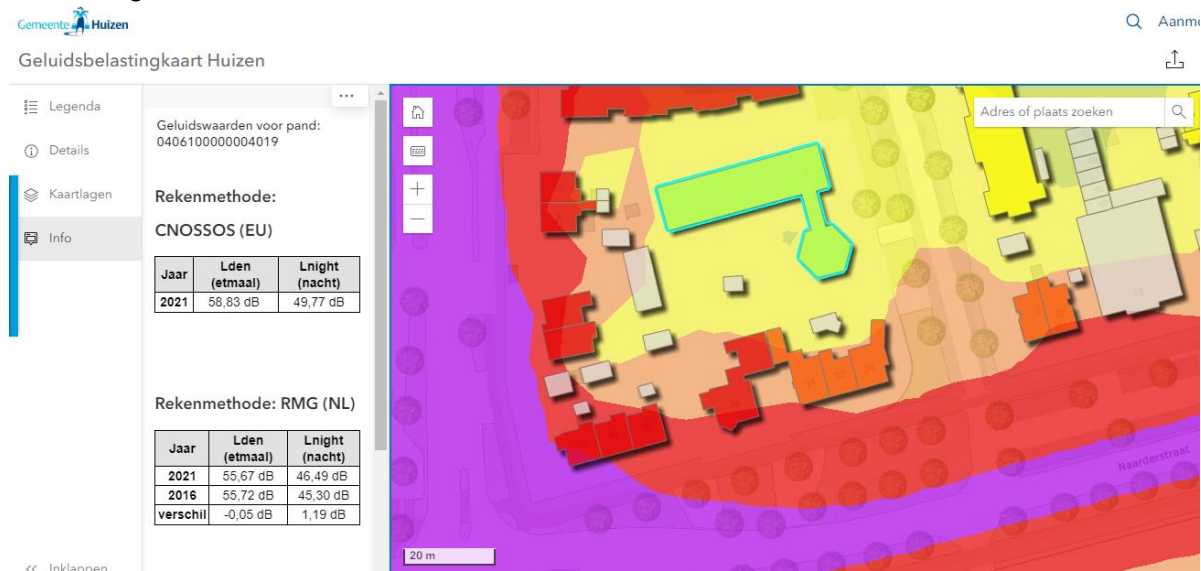 Gemeente Huizen
Aanme
Geluidsbelastingkaart Huizen
Legenda
Details
Kaartlagen
Info
Inklappen
...
Geluidswaarden voor pand:
0406100000004019
Rekenmethode:
CNOSSOS (EU)
Jaar Lden (etmaal) Lnight (nacht)
2021 58,83 dB 49,77 dB
Rekenmethode: RMG (NL)
Jaar Lden (etmaal) Lnight (nacht)
2021 55,67 dB 46,49 dB
2016 55,72 dB 45,30 dB
verschil -0,05 dB 1,19 dB
Adres of plaats zoeken
Naarderstraat
20 m